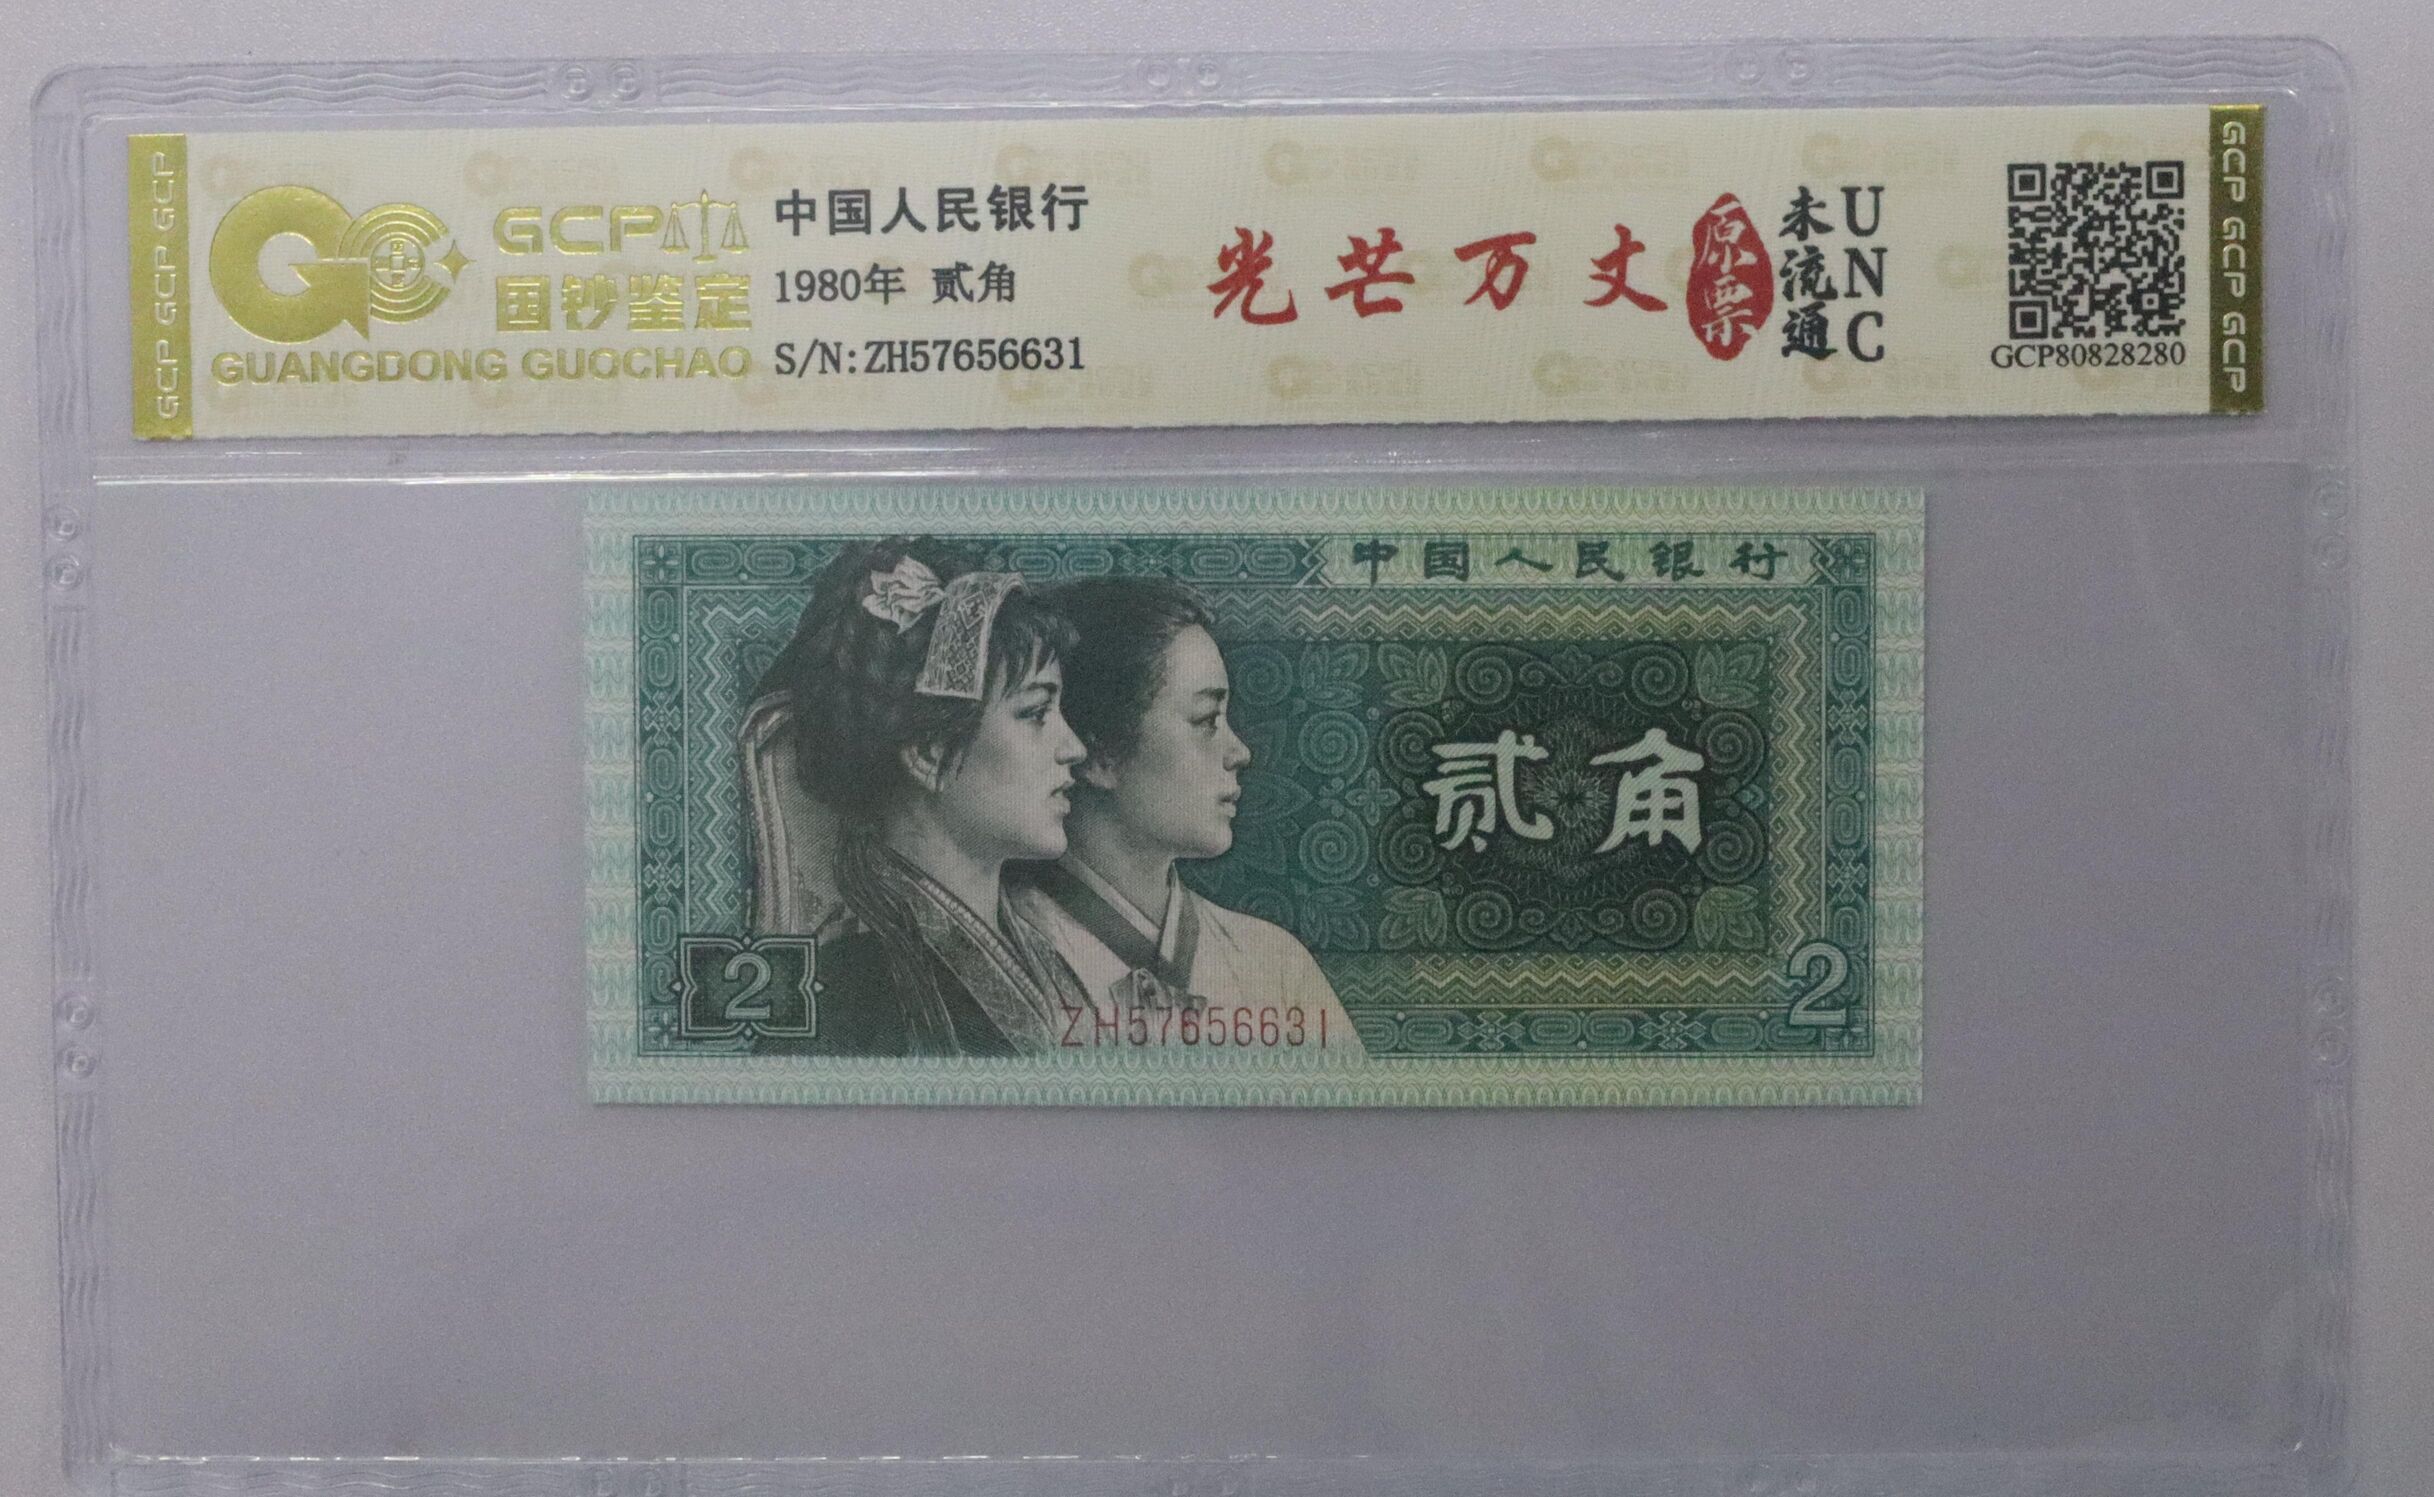 GCP GCP GCP GCP
GCP
国钞鉴定
GUANGDONG GUOCHAO
中国人民银行
1980年 贰角
S/N:ZH57656631
光芒万丈
原票
未流通
UNC
GCP80828280
GCP GCP GCP GCP
中国人民银行
贰角
2
2
ZH57656631